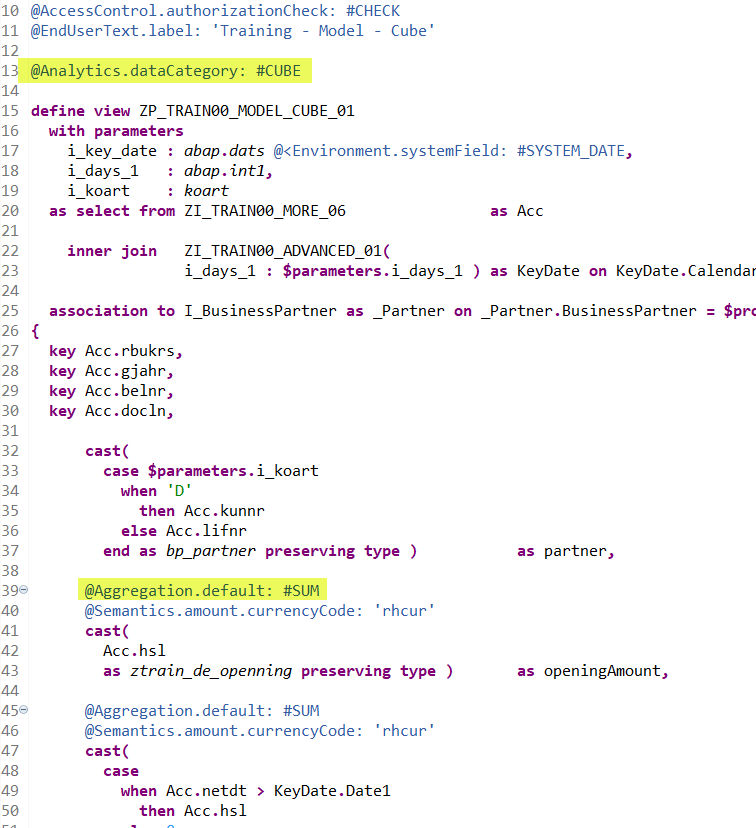 10 @AccessControl.authorizationCheck: #CHECK
11 @EndUserText.label: 'Training - Model - Cube'
12
13 @Analytics.dataCategory: #CUBE
14
15 define view ZP_TRAIN00_MODEL_CUBE_01
16 with parameters
17 i_key_date : abap.dats @<Environment.systemField: #SYSTEM_DATE,
18 i_days_1 : abap.int1,
19 i_koart : koart
20 as select from ZI_TRAIN00_MORE_06 as Acc
21
22 inner join ZI_TRAIN00_ADVANCED_01(
23 i_days_1 : $parameters.i_days_1 ) as KeyDate on KeyDate.Calendar
24
25 association to I_BusinessPartner as _Partner on _Partner.BusinessPartner = $pro
26 {
27 key Acc.rbukrs,
28 key Acc.gjahr,
29 key Acc.belnr,
30 key Acc.docln,
31
32 cast(
33 case $parameters.i_koart
34 when 'D'
35 then Acc.kunnr
36 else Acc.lifnr
37 end as bp_partner preserving type ) as partner,
38
39 @Aggregation.default: #SUM
40 @Semantics.amount.currencyCode: 'rhcur'
41 cast(
42 Acc.hsl
43 as ztrain_de_openning preserving type ) as openingAmount,
44
45 @Aggregation.default: #SUM
46 @Semantics.amount.currencyCode: 'rhcur'
47 cast(
48 case
49 when Acc.netdt > KeyDate.Date1
50 then Acc.hsl